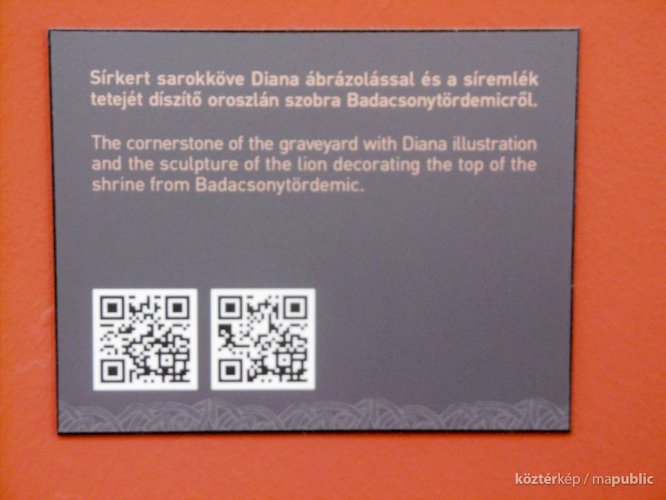 Sírkert sarokköve Diana ábrázolással és a síremlék
tetejét díszítő oroszlán szobra Badacsonytördemicről.
The cornerstone of the graveyard with Diana illustration
and the sculpture of the lion decorating the top of the
shrine from Badacsonytördemic.
köztérkép / mapublic